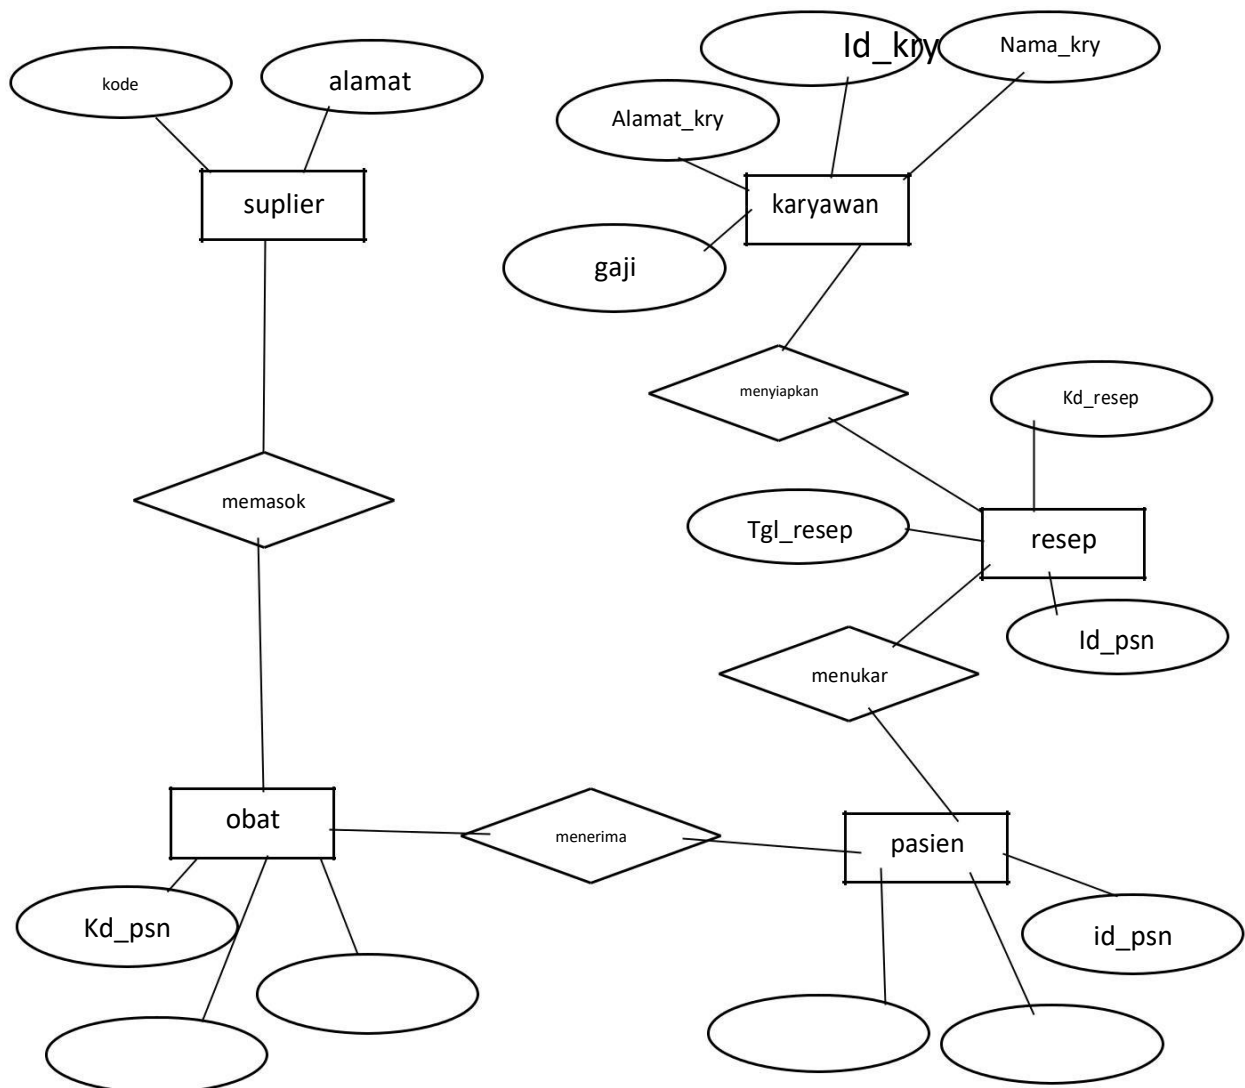 Id_kry
Nama_kry
kode
alamat
Alamat_kry
suplier
karyawan
gaji
menyiapkan
Kd_resep
memasok
Tgl_resep
resep
Id_psn
menukar
obat
menerima
pasien
Kd_psn
id_psn